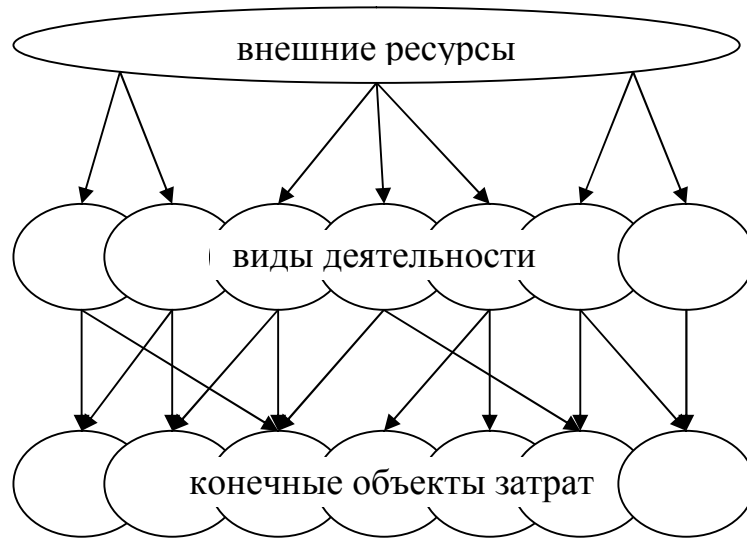 внешние ресурсы
виды деятельности
конечные объекты затрат